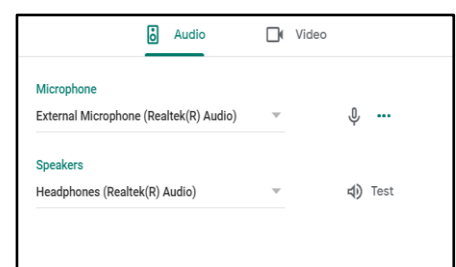 Audio Video
Microphone
External Microphone (Realtek(R) Audio)
Speakers
Headphones (Realtek(R) Audio) Test